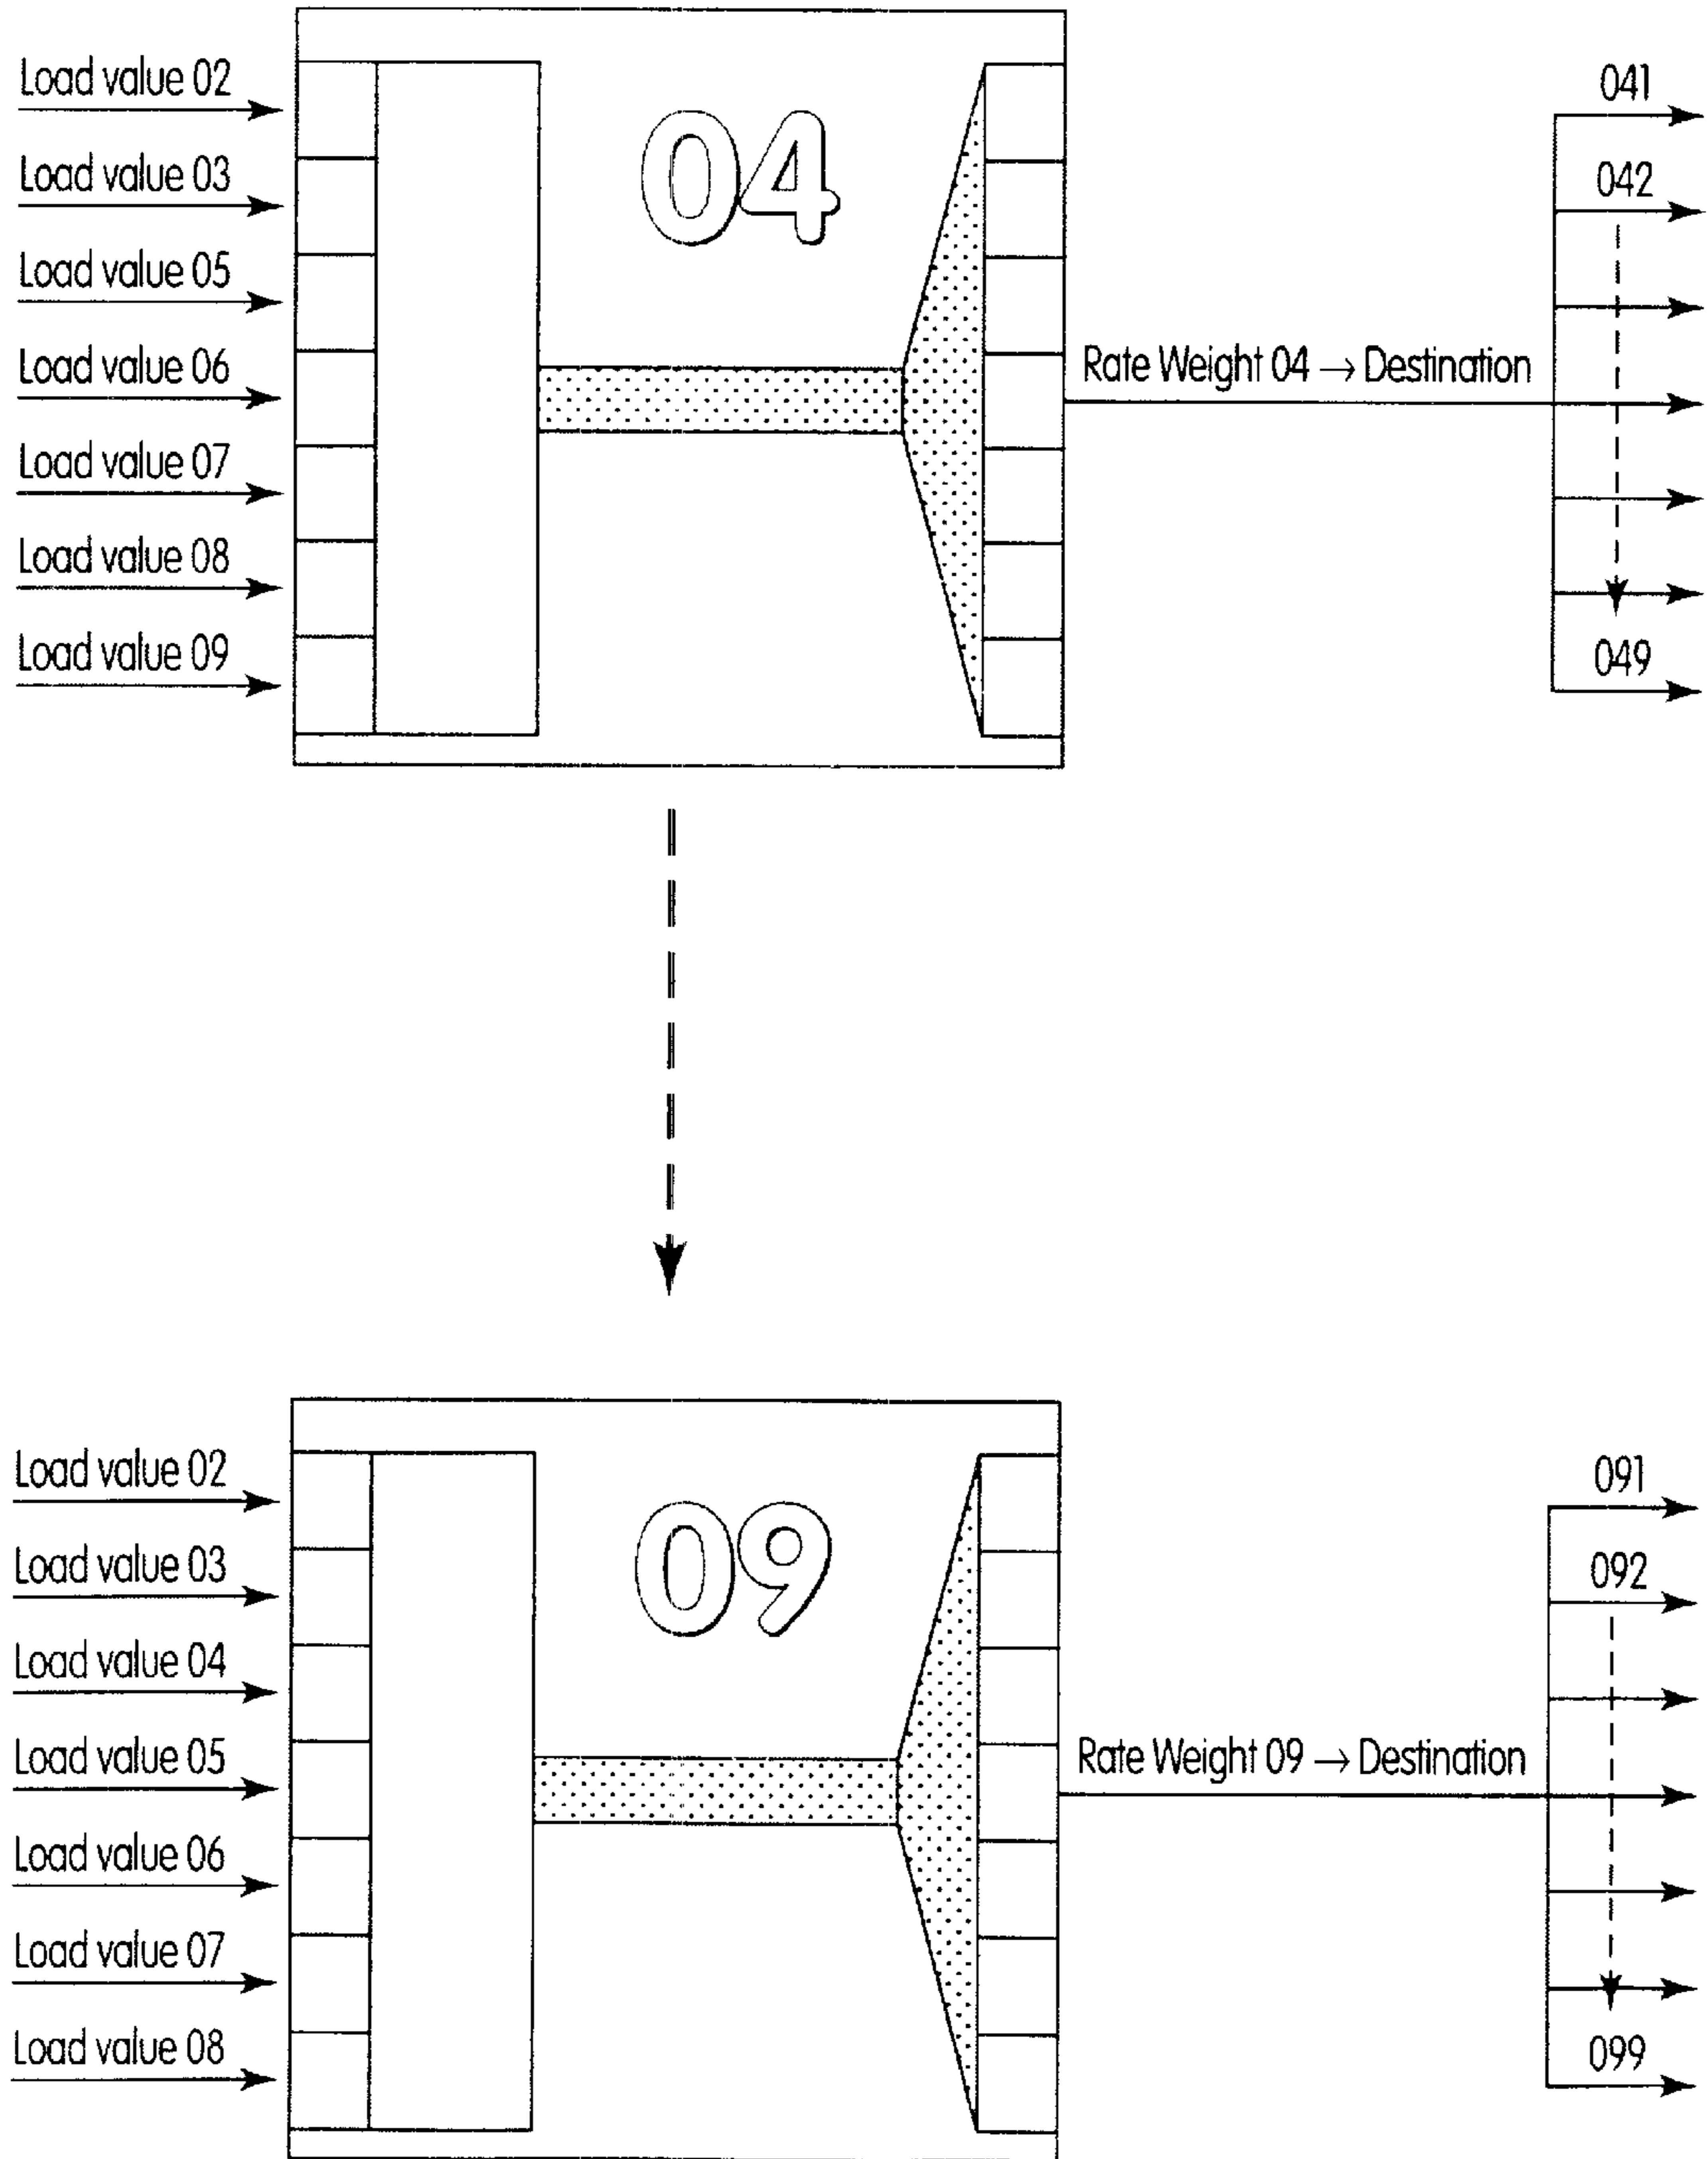 Load value 02
Load value 03
Load value 05
Load value 06
Load value 07
Load value 08
Load value 09
04
Rate Weight 04 → Destination
041
042
049
Load value 02
Load value 03
Load value 04
Load value 05
Load value 06
Load value 07
Load value 08
09
Rate Weight 09 → Destination
091
092
099